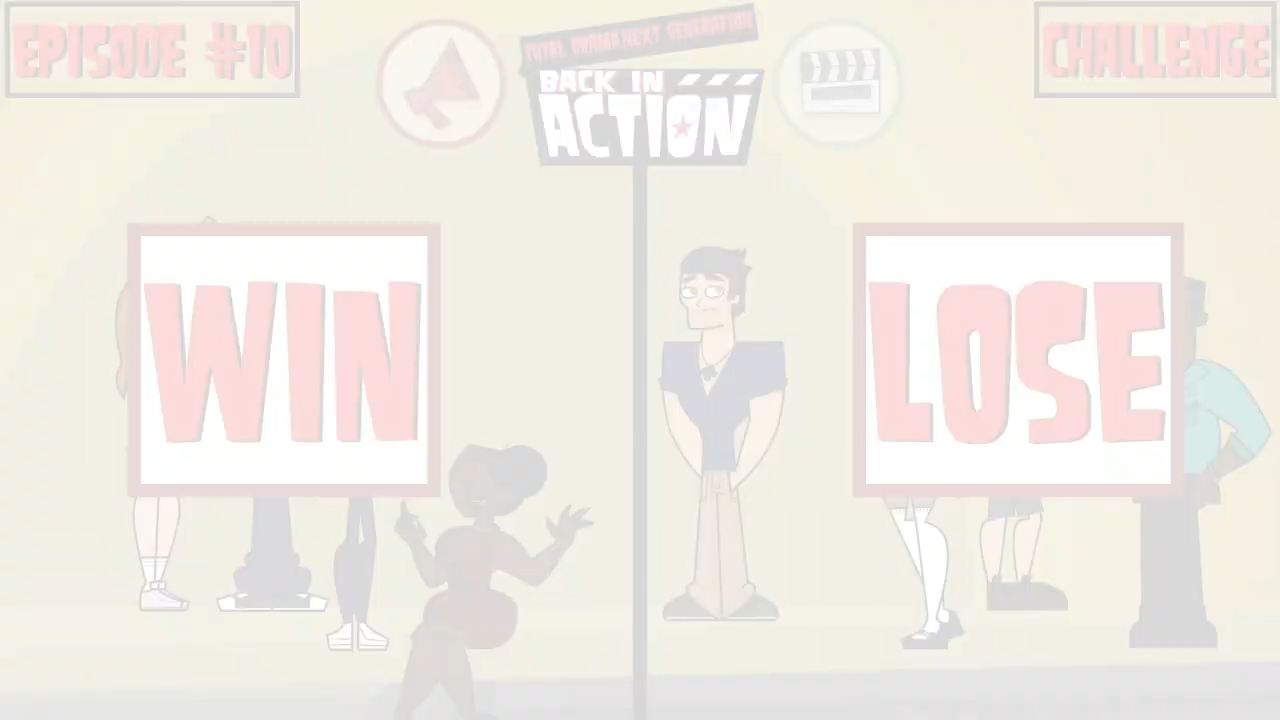 EPISODE #10
TOTAL DRAMA NEXT GENERATION
BACK IN
ACTION
CHALLENGE
WIN
LOSE